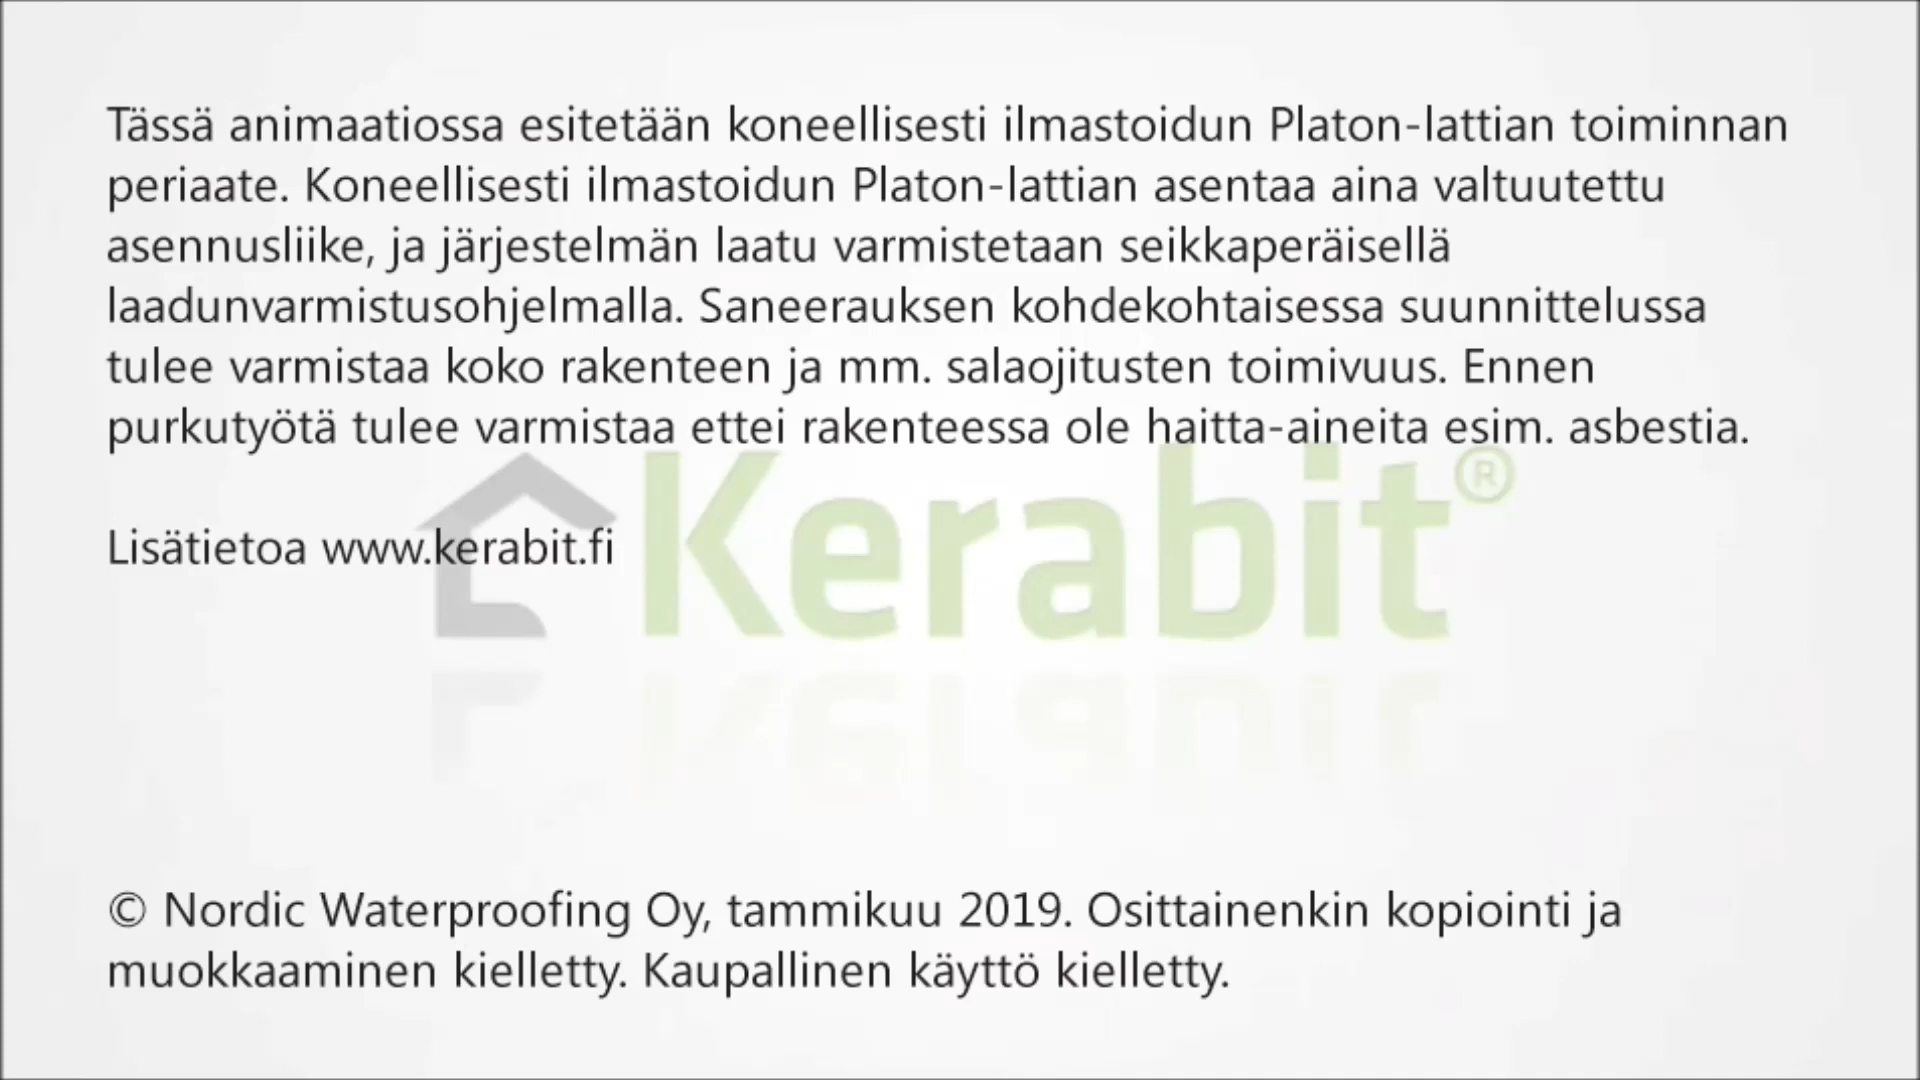 Tässä animaatiossa esitetään koneellisesti ilmastoidun Platon-lattian toiminnan
periaate. Koneellisesti ilmastoidun Platon-lattian asentaa aina valtuutettu
asennusliike, ja järjestelmän laatu varmistetaan seikkaperäisellä
laadunvarmistusohjelmalla. Saneerauksen kohdekohtaisessa suunnittelussa
tulee varmistaa koko rakenteen ja mm. salaojitusten toimivuus. Ennen
purkutyötä tulee varmistaa ettei rakenteessa ole haitta-aineita esim. asbestia.
Kerabit®
Lisätietoa www.kerabit.fi
© Nordic Waterproofing Oy, tammikuu 2019. Osittainenkin kopiointi ja
muokkaaminen kielletty. Kaupallinen käyttö kielletty.